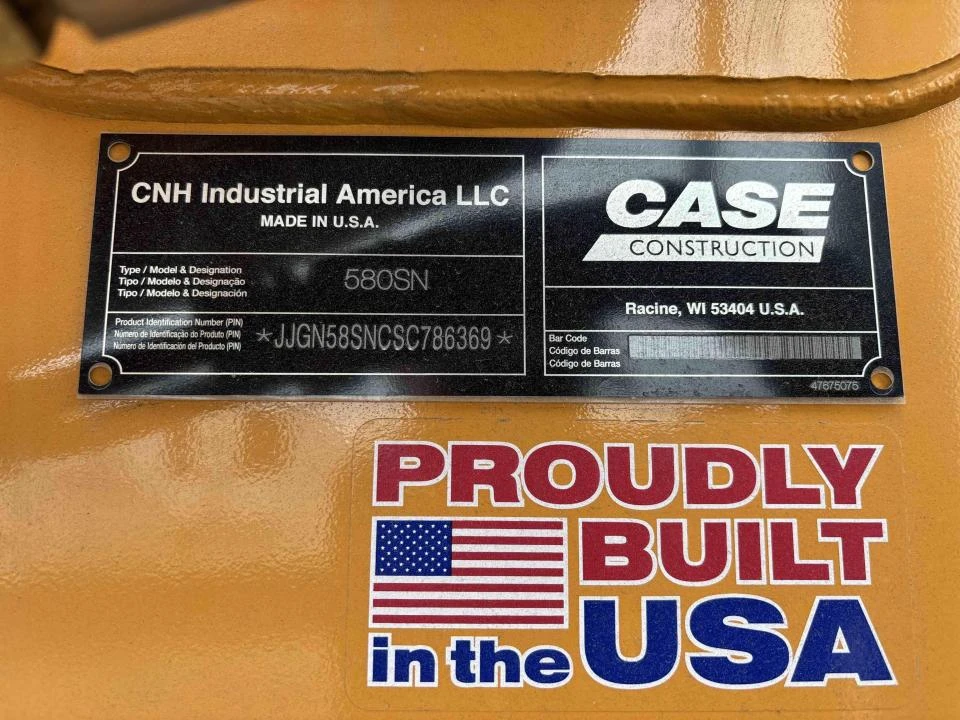 CNH Industrial America LLC
MADE IN U.S.A.
Type / Model & Designation
Tipo / Modelo & Designação
Tipo / Modelo & Designación
580SN
Product Identification Number (PIN)
Número de Identificação do Produto (PIN)
Número de Identificación del Producto (PIN)
*JJGN58SNCSC786369*
CASE
CONSTRUCTION
Racine, WI 53404 U.S.A.
Bar Code
Código de Barras
Código de Barras
47675075
PROUDLY
BUILT
in the USA